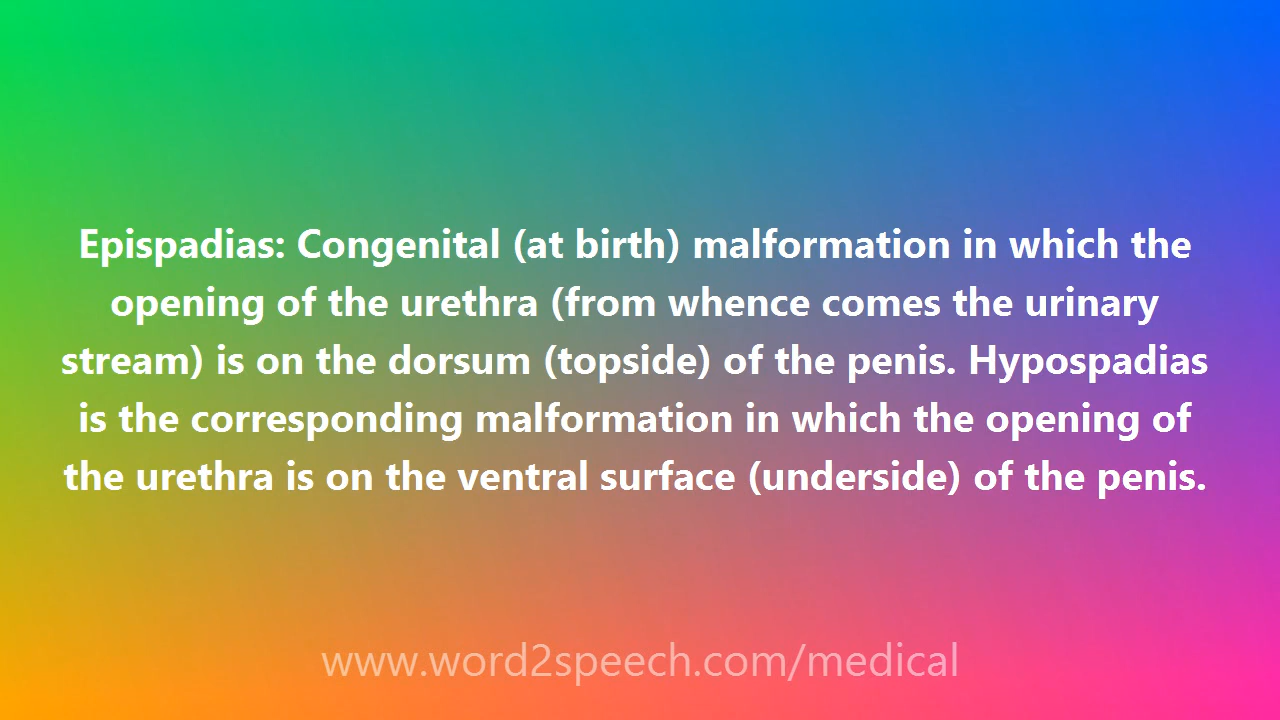 Epispadias: Congenital (at birth) malformation in which the
opening of the urethra (from whence comes the urinary
stream) is on the dorsum (topside) of the penis. Hypospadias
is the corresponding malformation in which the opening of
the urethra is on the ventral surface (underside) of the penis.
www.word2speech.com/medical